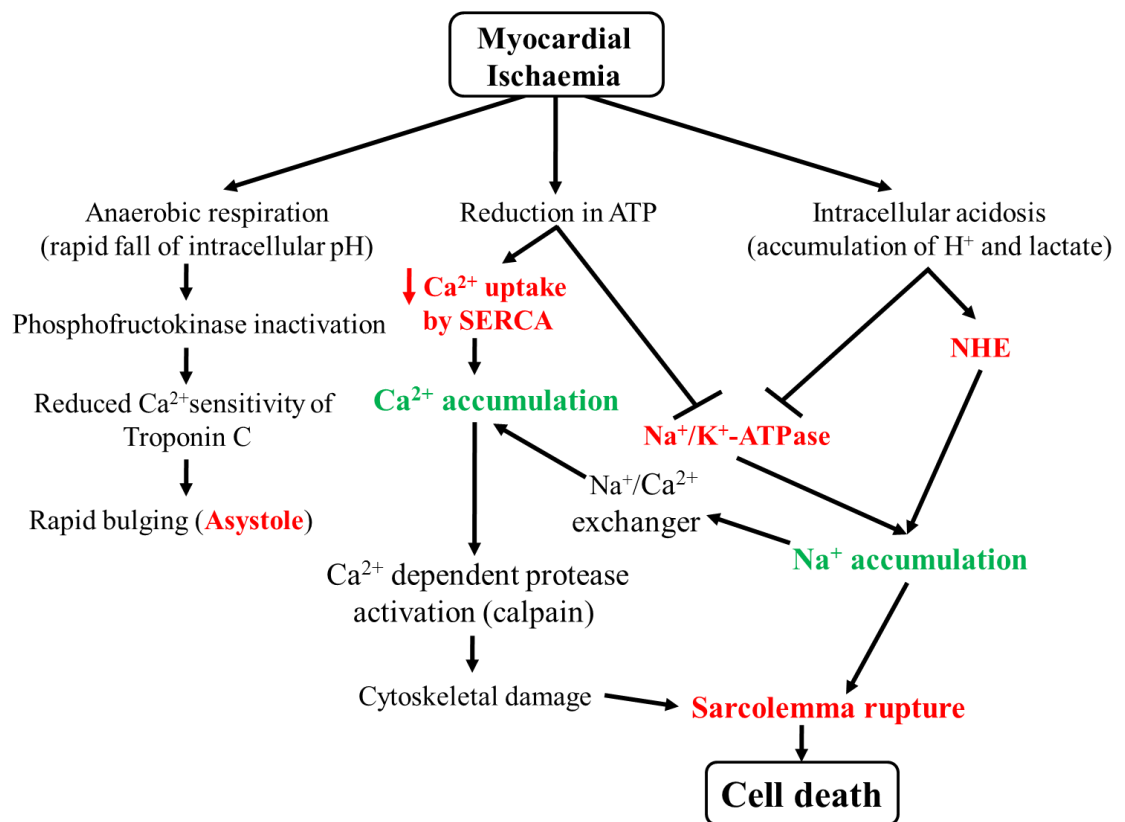 Myocardial
Ischaemia
Anaerobic respiration
(rapid fall of intracellular pH)
Reduction in ATP
Intracellular acidosis
(accumulation of H⁺ and lactate)
Phosphofructokinase inactivation
Ca²⁺ uptake
by SERCA
NHE
Reduced Ca²⁺sensitivity of
Troponin C
Ca²⁺ accumulation
Na⁺/K⁺-ATPase
Rapid bulging (Asystole)
Na⁺/Ca²⁺
exchanger
Na⁺ accumulation
Ca²⁺ dependent protease
activation (calpain)
Cytoskeletal damage
Sarcolemma rupture
Cell death